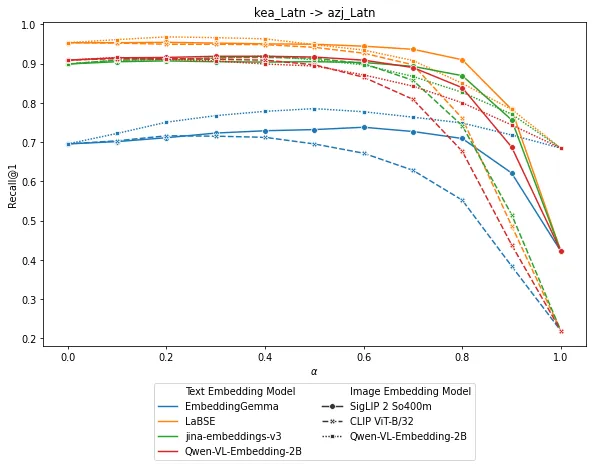 kea_Latn -> azj_Latn
1.0
0.9
0.8
0.7
0.6
0.5
0.4
0.3
0.2
Recall@1
0.0 0.2 0.4 0.6 0.8 1.0
α
Text Embedding Model Image Embedding Model
EmbeddingGemma SigLIP 2 So400m
LaBSE CLIP ViT-B/32
jina-embeddings-v3 Qwen-VL-Embedding-2B
Qwen-VL-Embedding-2B